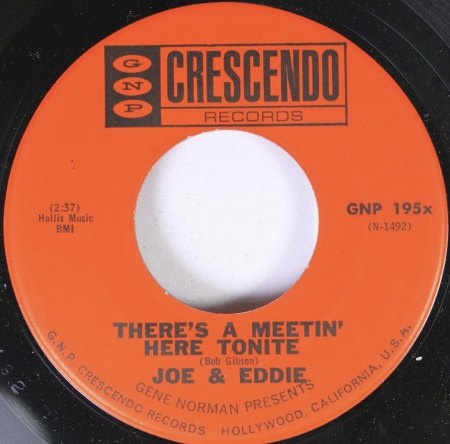 GNP
CRESCENDO
RECORDS
(2:37)
Hollis Music
BMI
GNP 195x
(N-1492)
THERE'S A MEETIN'
HERE TONITE
(Bob Gibson)
JOE & EDDIE
GENE NORMAN PRESENTS
G.N.P. CRESCENDO RECORDS HOLLYWOOD, CALIFORNIA, U.S.A.